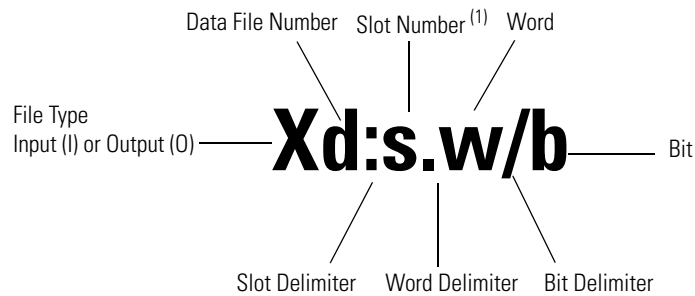 Data File Number Slot Number (1) Word
File Type
Input (I) or Output (O)
Xd:s.w/b
Bit
Slot Delimiter Word Delimiter Bit Delimiter